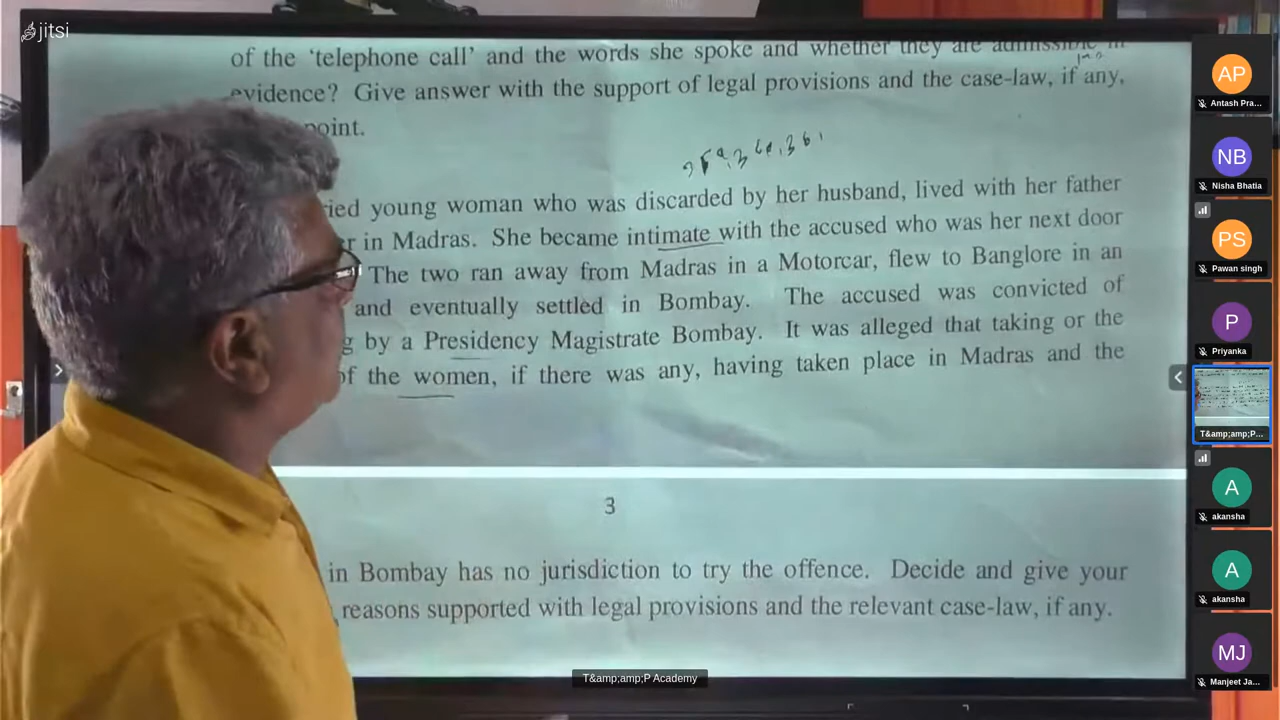 jitsi
of the ‘telephone call’ and the words she spoke and whether they are admissible in
evidence? Give answer with the support of legal provisions and the case-law, if any,
point.
359, 360, 361
ried young woman who was discarded by her husband, lived with her father
r in Madras. She became intimate with the accused who was her next door
The two ran away from Madras in a Motorcar, flew to Banglore in an
and eventually settled in Bombay. The accused was convicted of
g by a Presidency Magistrate Bombay. It was alleged that taking or the
of the women, if there was any, having taken place in Madras and the
3
in Bombay has no jurisdiction to try the offence. Decide and give your
reasons supported with legal provisions and the relevant case-law, if any.
T&amp;amp;P Academy
AP
Antash Pra...
NB
Nisha Bhatia
PS
Pawan singh
P
Priyanka
T&amp;amp;P...
A
akansha
A
akansha
MJ
Manjeet Ja...